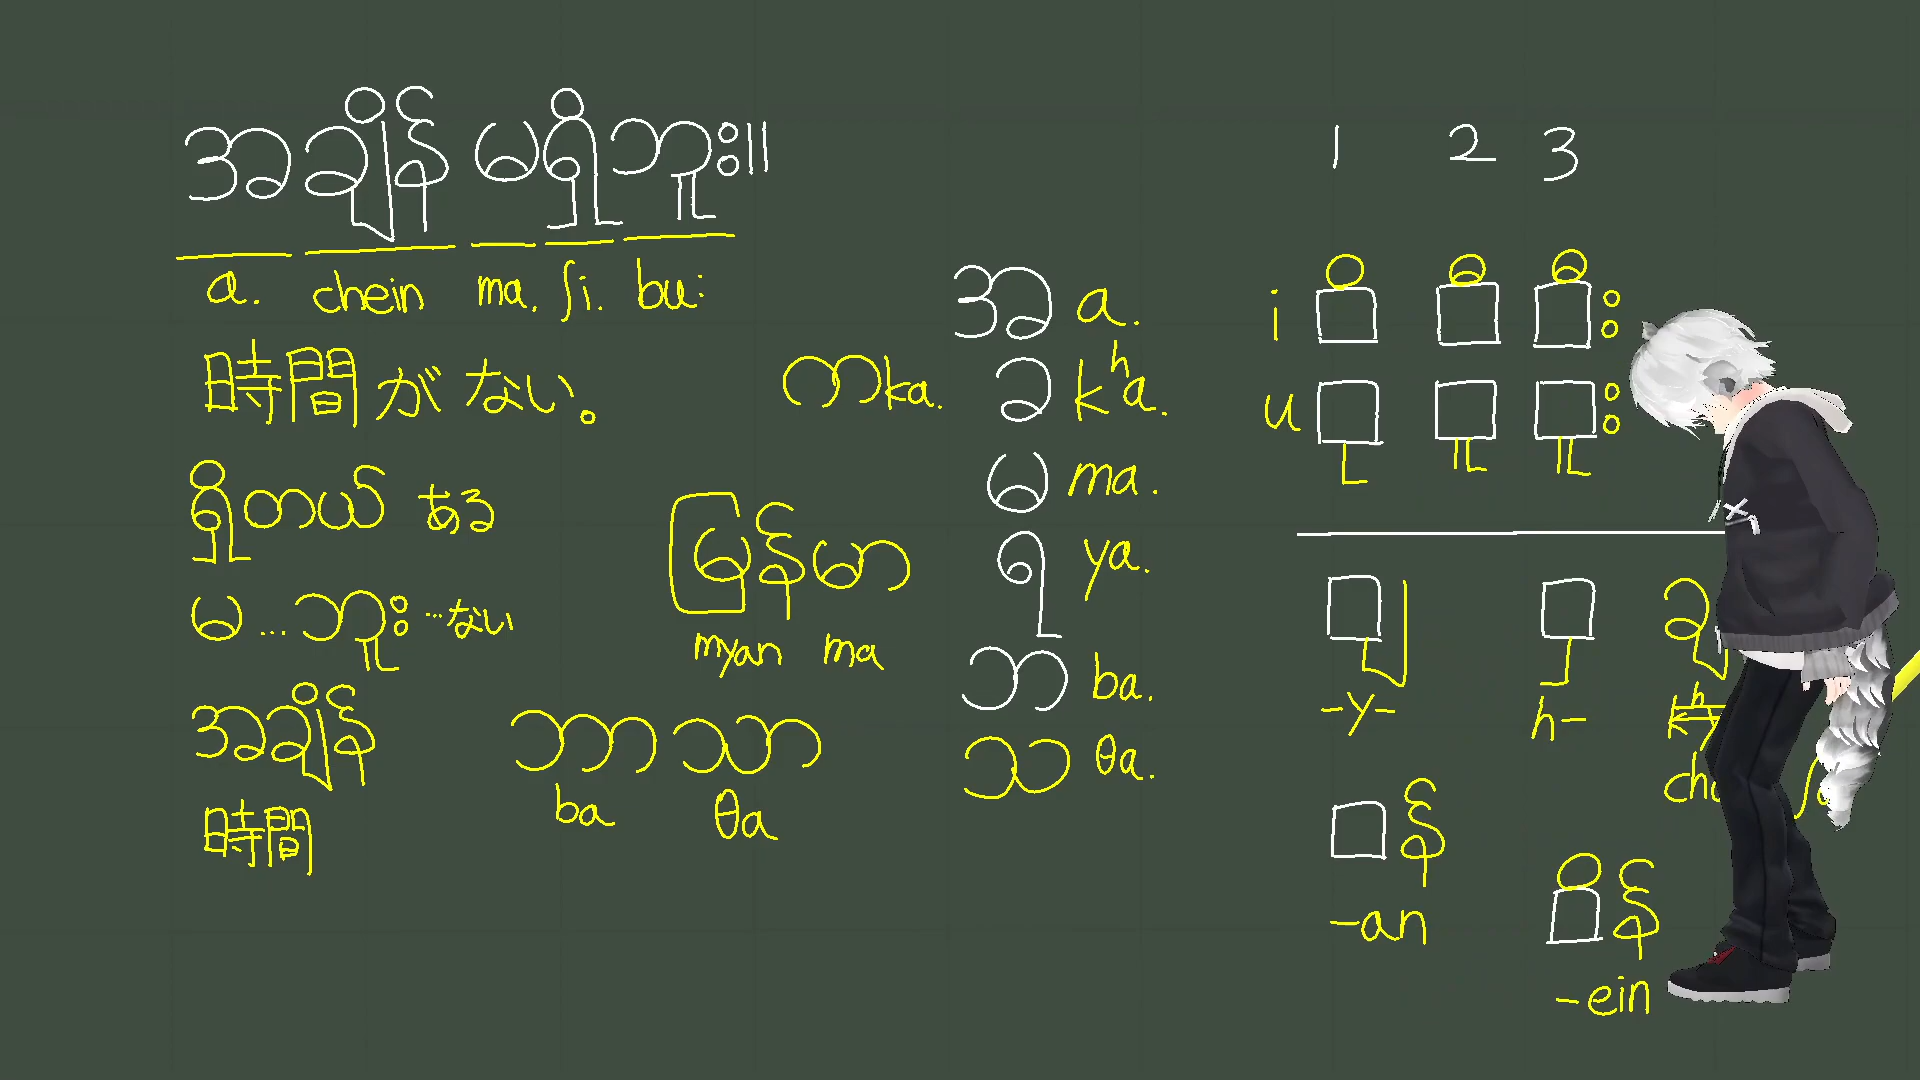 အချိန် မရှိဘူး။
a. chein ma. ʃi. bu:
時間がない。
ရှိတယ် ある
မ...ဘူး …ない
အချိန်
時間
က ka.
မြန်မာ
myan ma
ဘာသာ
ba θa
အ a.
ခ kʰa.
မ ma.
ရ ya.
ဘ ba.
သ θa.
1 2 3
i □ိ □ီ □ီး
u □ု □ူ □ူး
□ျ □ှ
-y- h-
□န် □ိန်
-an -ein